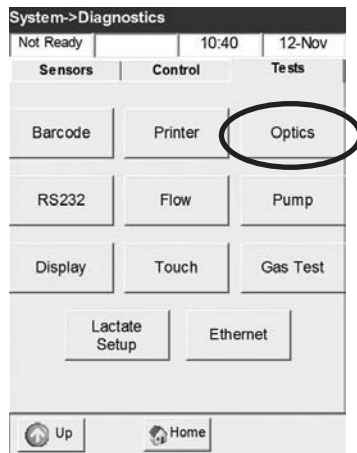 System->Diagnostics
Not Ready 10:40 12-Nov
Sensors Control Tests
Barcode Printer Optics
RS232 Flow Pump
Display Touch Gas Test
Lactate Setup Ethernet
Up Home